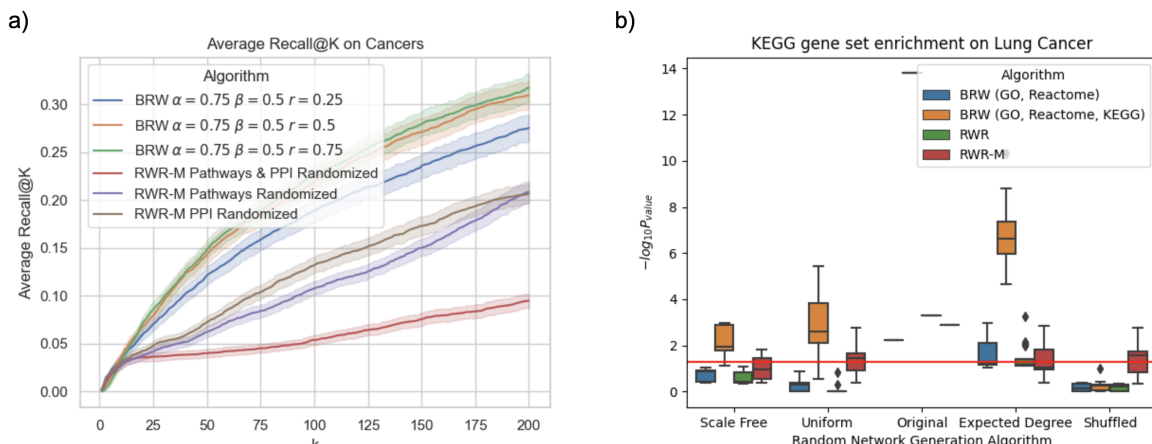 a)
Average Recall@K on Cancers
Algorithm
BRW α = 0.75 β = 0.5 r = 0.25
BRW α = 0.75 β = 0.5 r = 0.5
BRW α = 0.75 β = 0.5 r = 0.75
RWR-M Pathways & PPI Randomized
RWR-M Pathways Randomized
RWR-M PPI Randomized
Average Recall@K
0.30
0.25
0.20
0.15
0.10
0.05
0.00
0 25 50 75 100 125 150 175 200
k
b)
KEGG gene set enrichment on Lung Cancer
Algorithm
BRW (GO, Reactome)
BRW (GO, Reactome, KEGG)
RWR
RWR-M
-log₁₀P_value
14
12
10
8
6
4
2
0
Scale Free Uniform Original Expected Degree Shuffled
Random Network Generation Algorithm